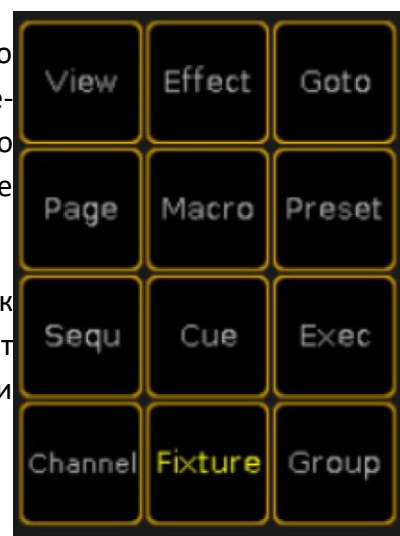 View Effect Goto
Page Macro Preset
Sequ Cue Exec
Channel Fixture Group